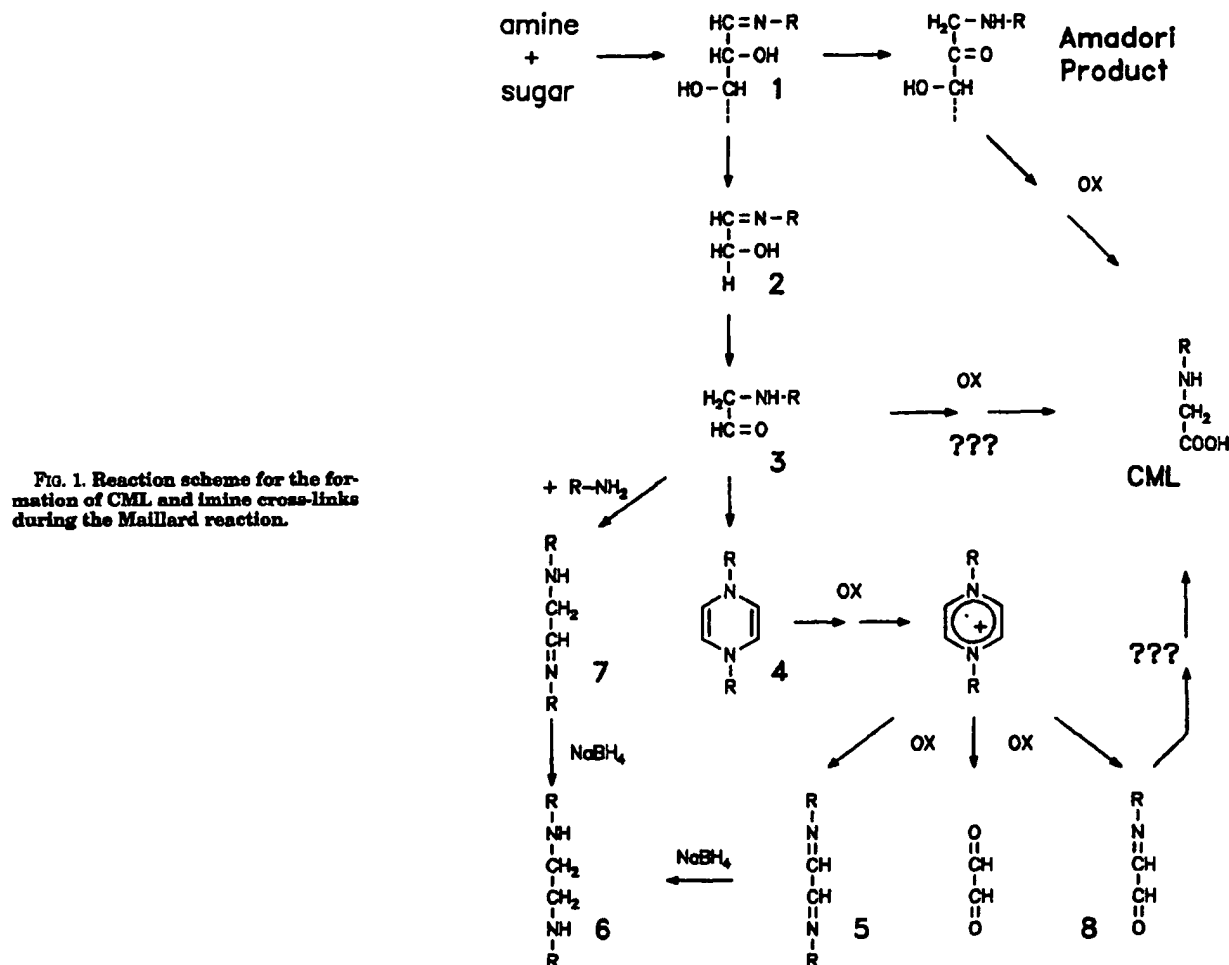 amine
+
sugar
HC=N-R
HC-OH
HO-CH
1
H₂C-NH-R
C=O
HO-CH
Amadori
Product
OX
HC=N-R
HC-OH
H
2
H₂C-NH-R
HC=O
3
OX
???
R
NH
CH₂
COOH
CML
FIG. 1. Reaction scheme for the for-
mation of CML and imine cross-links
during the Maillard reaction.
+ R-NH₂
R
NH
CH₂
CH
N
R
7
R
N
N
R
4
OX
R
N
+
N
R
???
NaBH₄
OX
OX
R
NH
CH₂
CH₂
NH
R
6
NaBH₄
R
N
CH
CH
N
R
5
O
CH
CH
O
R
N
CH
CH
O
8